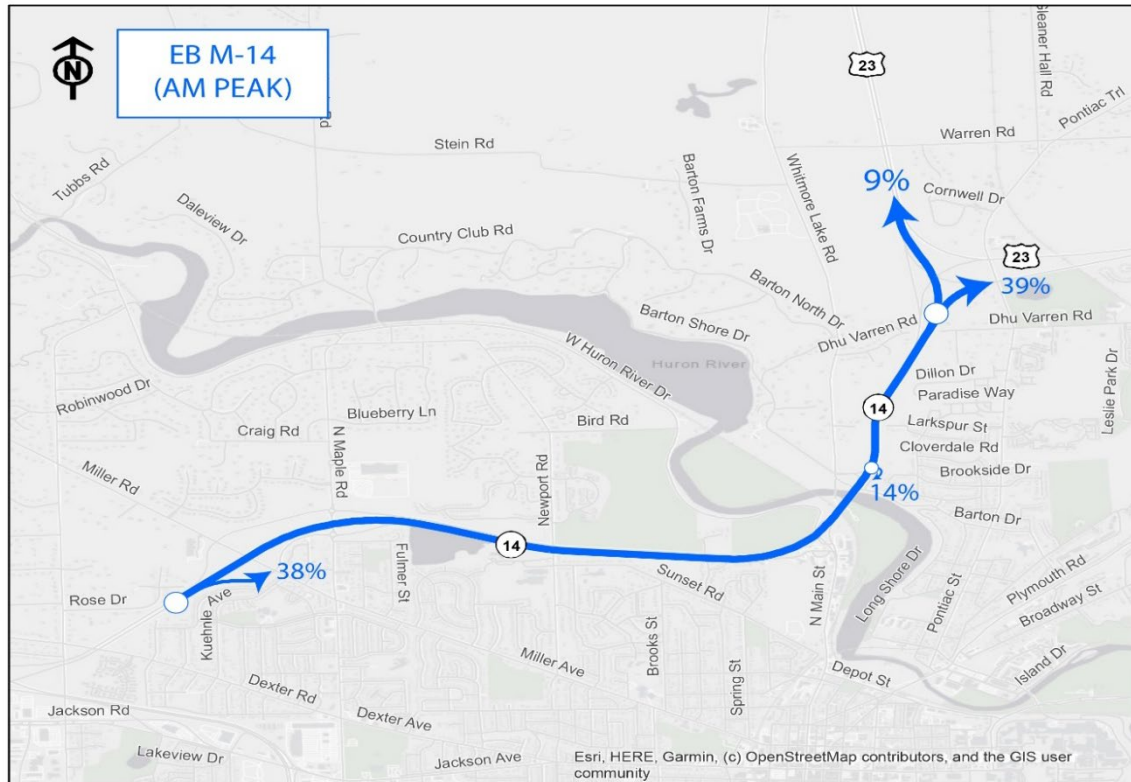 N
EB M-14
(AM PEAK)
23
Gleaner Hall Rd
Pontiac Trl
Warren Rd
Stein Rd
Tubbs Rd
Rd
Barton Farms Dr
Whitmore Lake Rd
9%
Cornwell Dr
Daleview Dr
Country Club Rd
23
39%
Barton North Dr
Dhu Varren Rd
Dhu Varren Rd
Barton Shore Dr
Huron River
W Huron River Dr
Dillon Dr
Paradise Way
Leslie Park Dr
Robinwood Dr
Blueberry Ln
Bird Rd
14
Larkspur St
Craig Rd
N Maple Rd
Cloverdale Rd
Miller Rd
Newport Rd
Brookside Dr
14%
Barton Dr
14
Fulmer St
38%
Sunset Rd
N Main St
Long Shore Dr
Pontiac St
Plymouth Rd
Broadway St
Rose Dr
Kuehnle Ave
Miller Ave
Brooks St
Spring St
Depot St
Island Dr
Dexter Rd
Jackson Rd
Dexter Ave
Lakeview Dr
Jackson Ave
Esri, HERE, Garmin, (c) OpenStreetMap contributors, and the GIS user
community